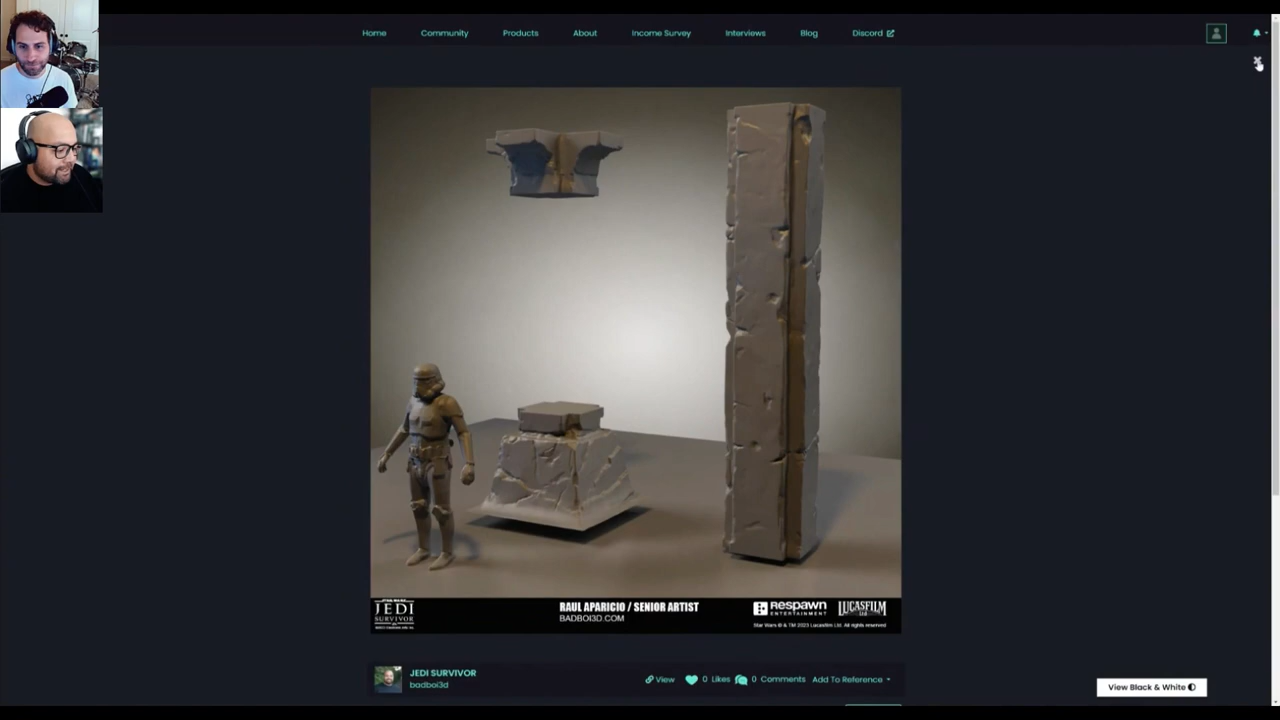 Home Community Products About Income Survey Interviews Blog Discord
JEDI
SURVIVOR
RAUL APARICIO / SENIOR ARTIST
BADBOI3D.COM
RESPAWN
ENTERTAINMENT
LUCASFILM
Ltd.
Star Wars © & TM 2023 Lucasfilm Ltd. All rights reserved
JEDI SURVIVOR
badboi3d
View 0 Likes 0 Comments Add To Reference
View Black & White